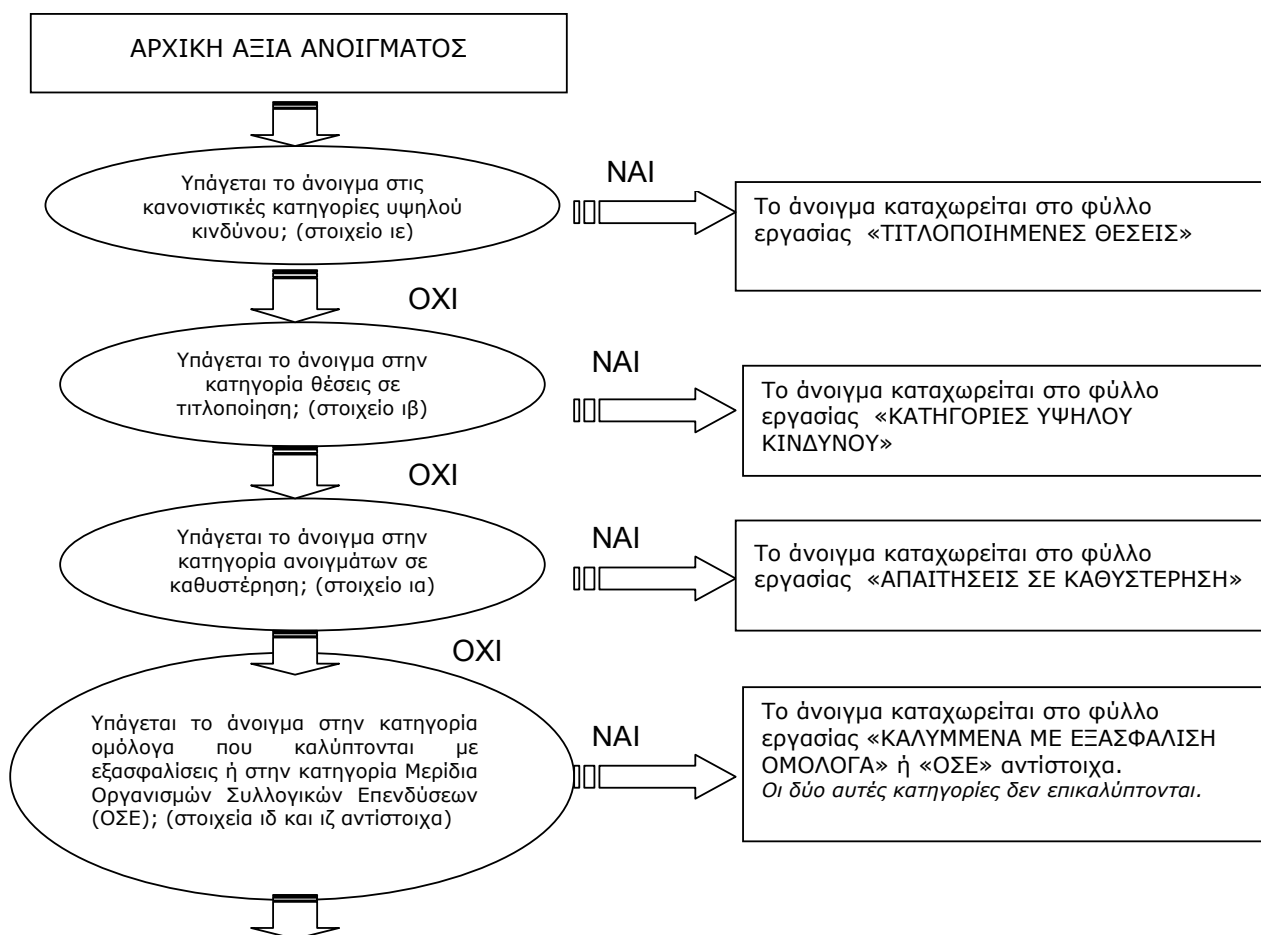 ΑΡΧΙΚΗ ΑΞΙΑ ΑΝΟΙΓΜΑΤΟΣ
Υπάγεται το άνοιγμα στις
κανονιστικές κατηγορίες υψηλού
κινδύνου; (στοιχείο ιε)
ΝΑΙ
Το άνοιγμα καταχωρείται στο φύλλο
εργασίας «ΤΙΤΛΟΠΟΙΗΜΕΝΕΣ ΘΕΣΕΙΣ»
ΟΧΙ
Υπάγεται το άνοιγμα στην
κατηγορία θέσεις σε
τιτλοποίηση; (στοιχείο ιβ)
ΝΑΙ
Το άνοιγμα καταχωρείται στο φύλλο
εργασίας «ΚΑΤΗΓΟΡΙΕΣ ΥΨΗΛΟΥ
ΚΙΝΔΥΝΟΥ»
ΟΧΙ
Υπάγεται το άνοιγμα στην
κατηγορία ανοιγμάτων σε
καθυστέρηση; (στοιχείο ια)
ΝΑΙ
Το άνοιγμα καταχωρείται στο φύλλο
εργασίας «ΑΠΑΙΤΗΣΕΙΣ ΣΕ ΚΑΘΥΣΤΕΡΗΣΗ»
ΟΧΙ
Υπάγεται το άνοιγμα στην κατηγορία
ομόλογα που καλύπτονται με
εξασφαλίσεις ή στην κατηγορία Μερίδια
Οργανισμών Συλλογικών Επενδύσεων
(ΟΣΕ); (στοιχεία ιδ και ιζ αντίστοιχα)
ΝΑΙ
Το άνοιγμα καταχωρείται στο φύλλο
εργασίας «ΚΑΛΥΜΜΕΝΑ ΜΕ ΕΞΑΣΦΑΛΙΣΗ
ΟΜΟΛΟΓΑ» ή «ΟΣΕ» αντίστοιχα.
Οι δύο αυτές κατηγορίες δεν επικαλύπτονται.